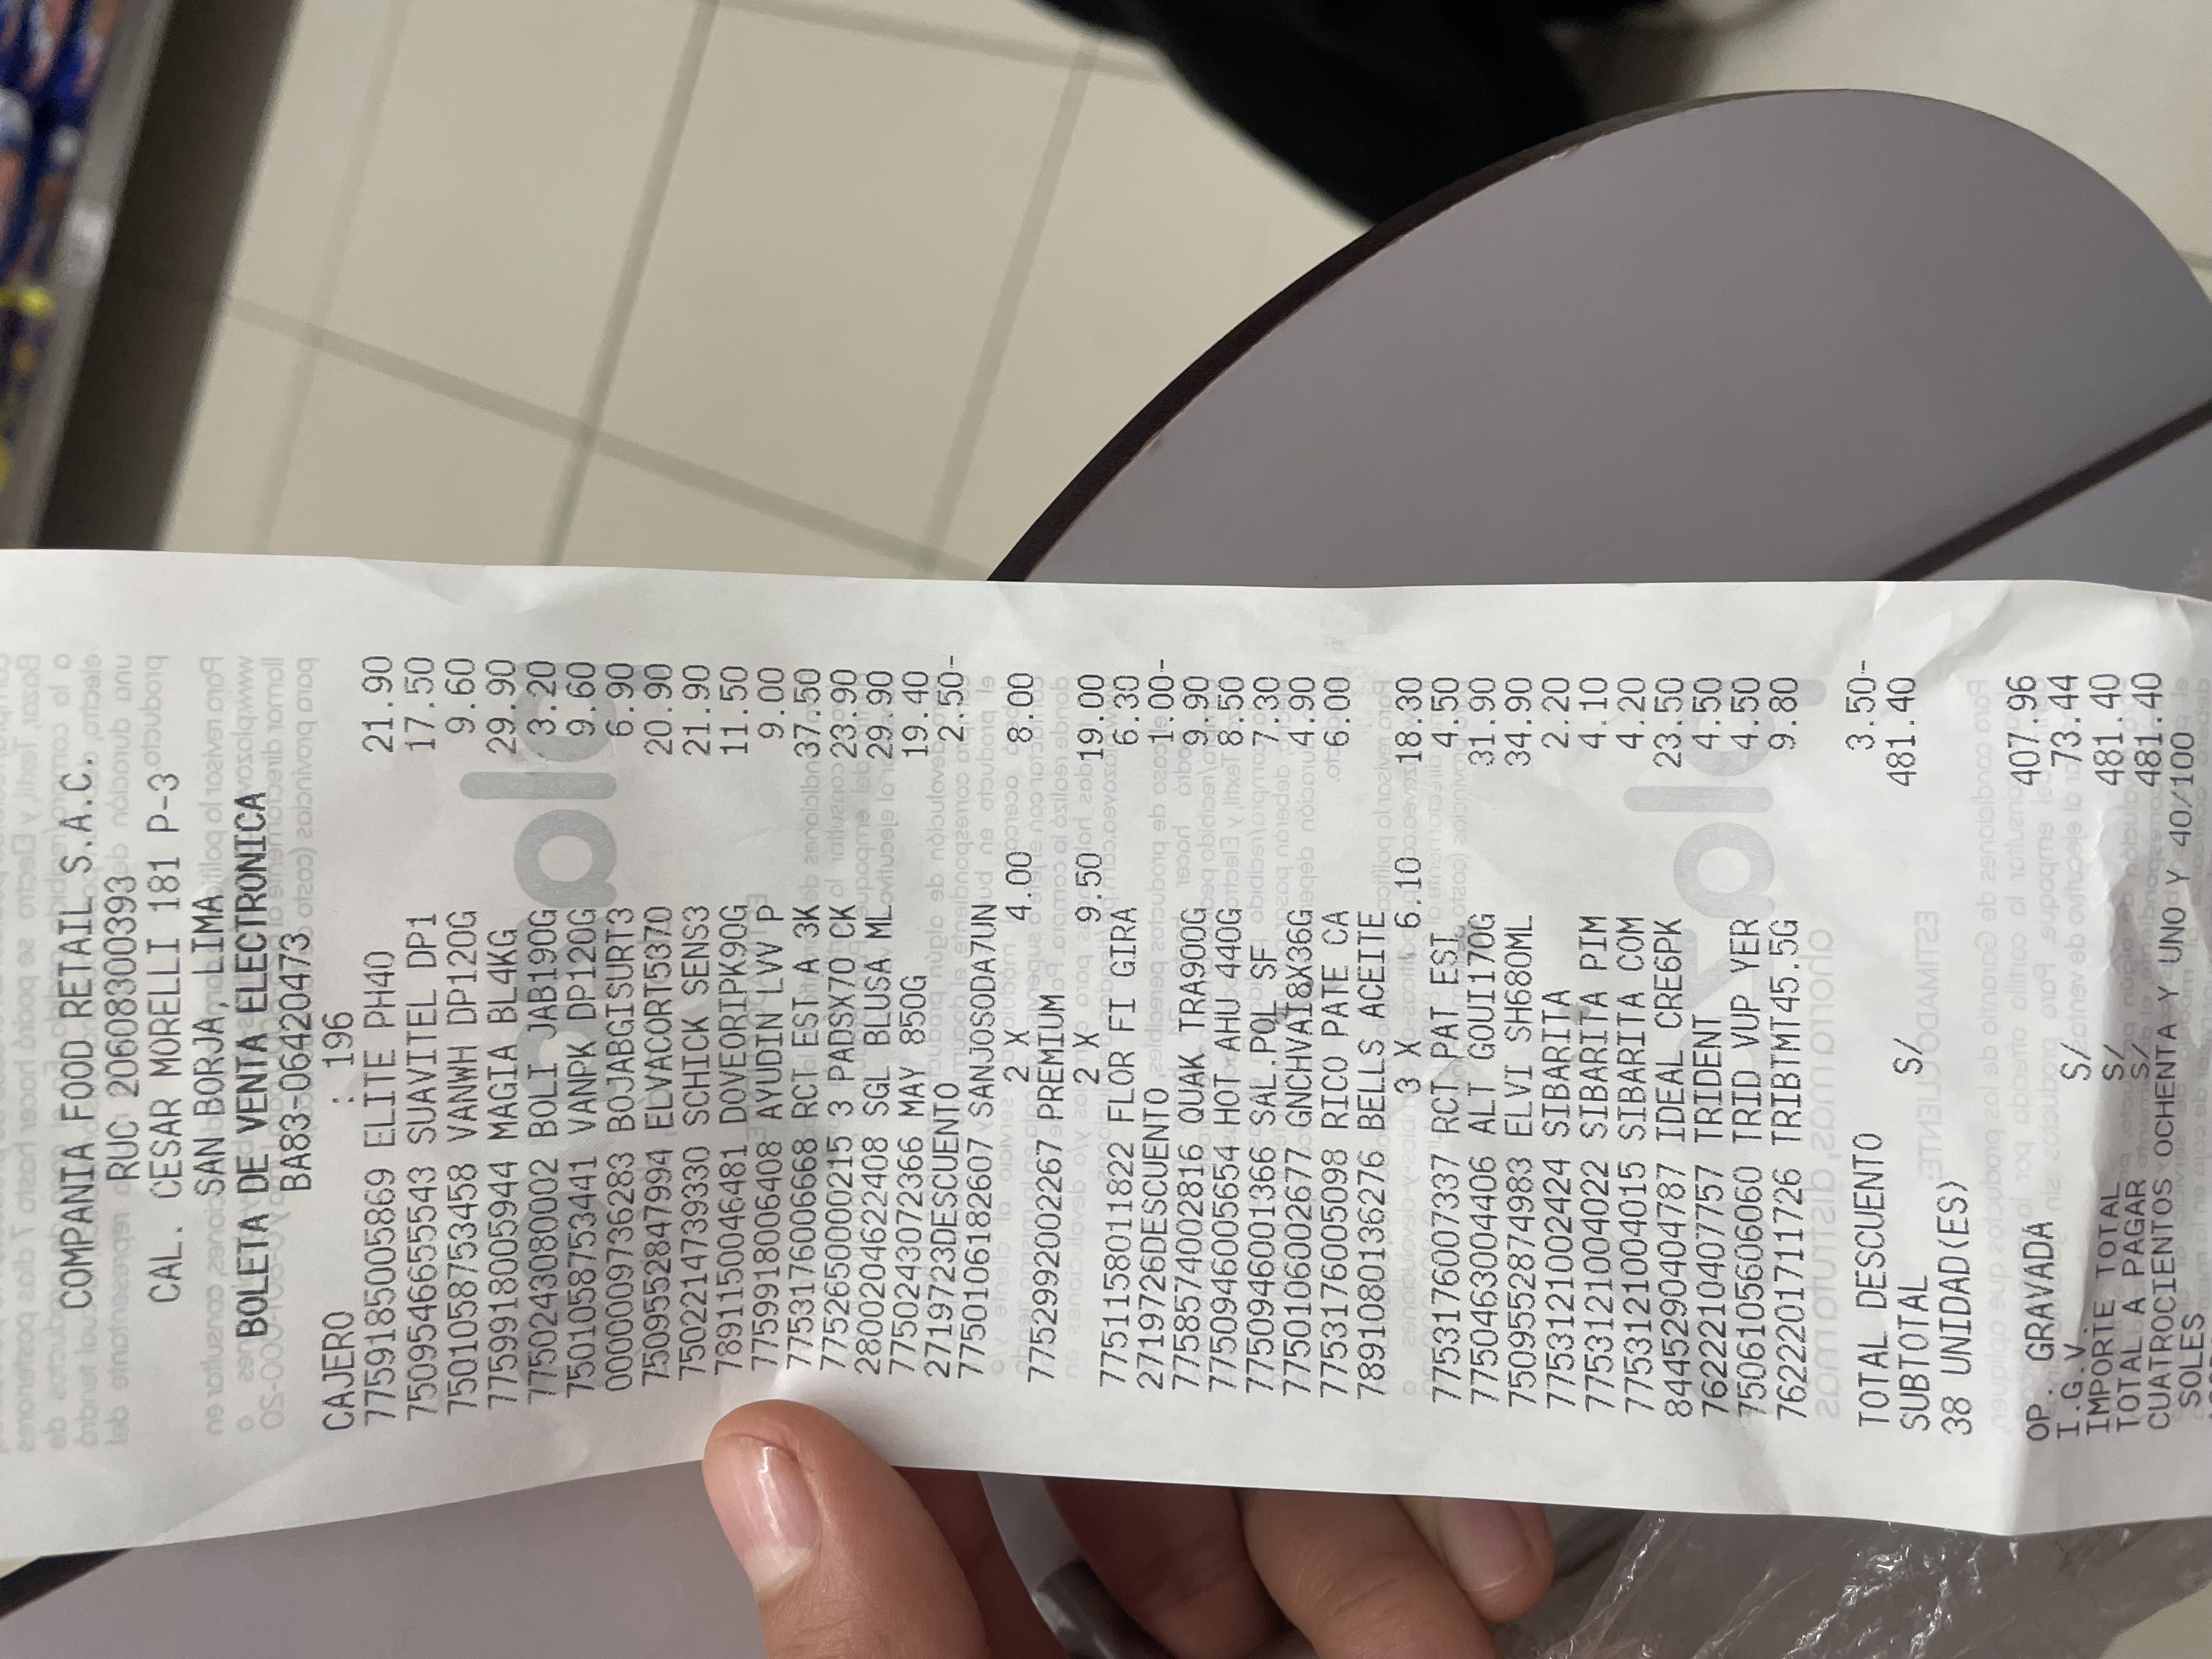 COMPANIA FOOD RETAIL S.A.C.
RUC 20608300393
CAL. CESAR MORELLI 181 P-3
SAN BORJA, LIMA
BOLETA DE VENTA ELECTRONICA
BA83-06420473
CAJERO : 196
7759185005869 ELITE PH40 21.90
7509546655543 SUAVITEL DP1 17.50
7501058753458 VANWH DP120G 9.60
7759918005944 MAGIA BL4KG 29.90
7750243080002 BOLI JAB190G 3.20
7501058753441 VANPK DP120G 9.60
0000009736283 BOJABGISURT3 6.90
7509552847994 ELVACORT5370 20.90
7502214739330 SCHICK SENS3 21.90
7891150046481 DOVEORIPK90G 11.50
7759918006408 AYUDIN LVV P 9.00
7753176006668 RCT EST A 3K 37.50
7752650000215 3 PADSX70 CK 23.90
2800204622408 SGL BLUSA ML 29.90
7750243072366 MAY 850G 19.40
2719723DESCUENTO 2.50-
7750106182607 SANJOSODA7UN
2 X 4.00 8.00
7752992002267 PREMIUM
2 X 9.50 19.00
7751158011822 FLOR FI GIRA 6.30
2719726DESCUENTO 1.00-
7758574002816 QUAK TRA900G 9.90
7750946005654 HOT-AHU 440G 8.50
7750946001366 SAL.POL SF 7.30
7750106002677 GNCHVAI8X36G 4.90
7753176005098 RICO PATE CA 6.00
7891080136276 BELLS ACEITE
3 X 6.10 18.30
7753176007337 RCT PAT EST 4.50
7750463004406 ALT GOUI170G 31.90
7509552874983 ELVI SH680ML 34.90
7753121002424 SIBARITA 2.20
7753121004022 SIBARITA PIM 4.10
7753121004015 SIBARITA COM 4.20
8445290404787 IDEAL CRE6PK 23.50
7622210407757 TRIDENT 4.50
7506105606060 TRID VUP YER 4.50
7622201711726 TRIBTMT45.5G 9.80
TOTAL DESCUENTO 3.50-
SUBTOTAL S/ 481.40
38 UNIDAD(ES)
OP. GRAVADA 407.96
I.G.V. S/ 73.44
IMPORTE TOTAL S/ 481.40
TOTAL A PAGAR S/ 481.40
CUATROCIENTOS OCHENTA Y UNO Y 40/100
SOLES